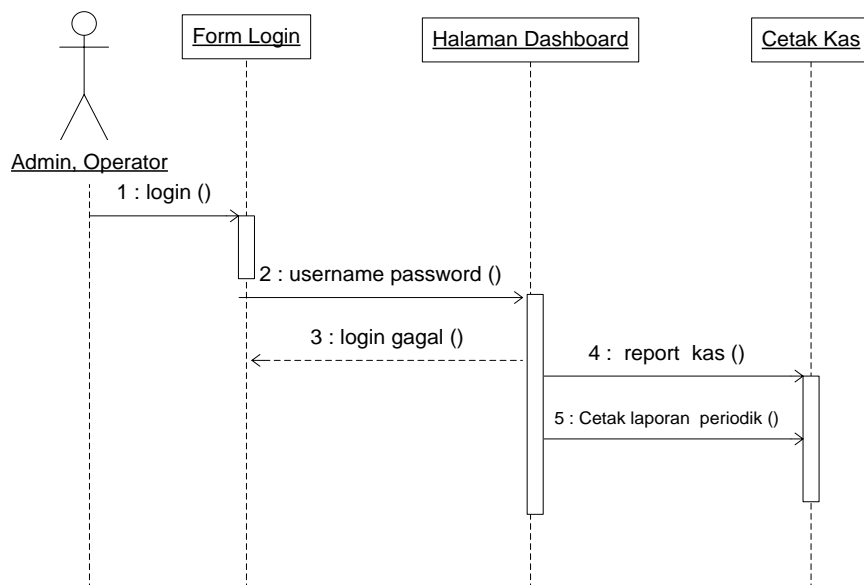 Form Login
Halaman Dashboard
Cetak Kas
Admin, Operator
1 : login ()
2 : username password ()
3 : login gagal ()
4 : report kas ()
5 : Cetak laporan periodik ()